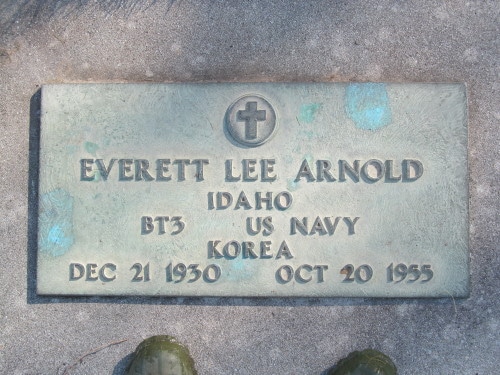 EVERETT LEE ARNOLD
IDAHO
BT3 US NAVY
KOREA
DEC 21 1930 OCT 20 1955